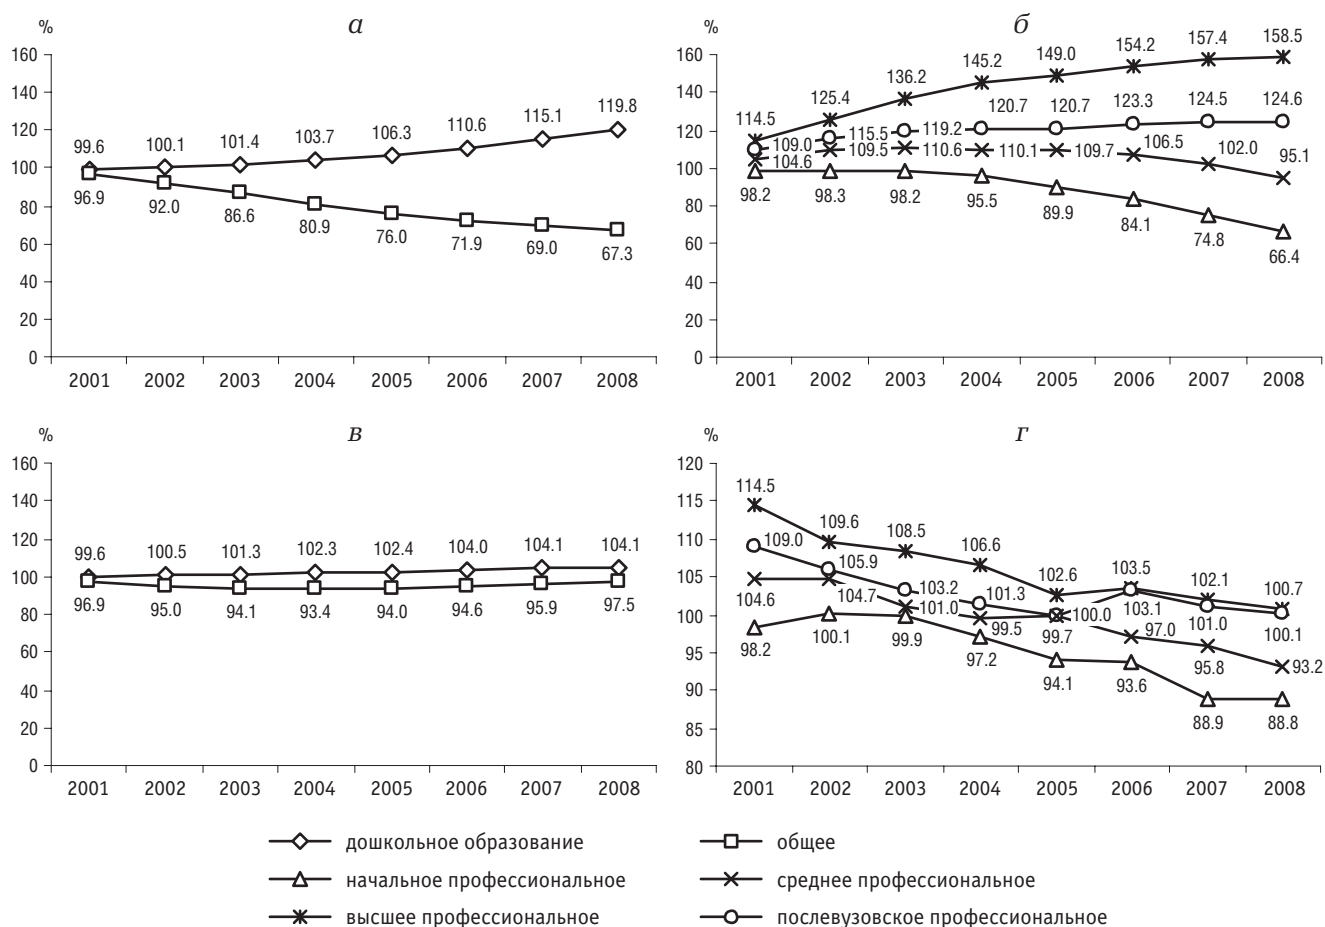 % а
160
140
120
100
80
60
40
20
0
99.6 100.1 101.4 103.7 106.3 110.6 115.1 119.8
96.9 92.0 86.6 80.9 76.0 71.9 69.0 67.3
2001 2002 2003 2004 2005 2006 2007 2008
% б
160
140
120
100
80
60
40
20
0
114.5 125.4 136.2 145.2 149.0 154.2 157.4 158.5
109.0 115.5 119.2 120.7 120.7 123.3 124.5 124.6
104.6 109.5 110.6 110.1 109.7 106.5 102.0 95.1
98.2 98.3 98.2 95.5 89.9 84.1 74.8 66.4
2001 2002 2003 2004 2005 2006 2007 2008
% в
160
140
120
100
80
60
40
20
0
99.6 100.5 101.3 102.3 102.4 104.0 104.1 104.1
96.9 95.0 94.1 93.4 94.0 94.6 95.9 97.5
2001 2002 2003 2004 2005 2006 2007 2008
% г
120
115
110
105
100
95
90
85
80
114.5 109.6 108.5 106.6 102.6 103.5 102.1 100.7
109.0 105.9 103.2 101.3 100.0 103.1 101.0 100.1
104.6 104.7 101.0 99.5 99.7 97.0 95.8 93.2
98.2 100.1 99.9 97.2 94.1 93.6 88.9 88.8
2001 2002 2003 2004 2005 2006 2007 2008
дошкольное образование общее
начальное профессиональное среднее профессиональное
высшее профессиональное послевузовское профессиональное